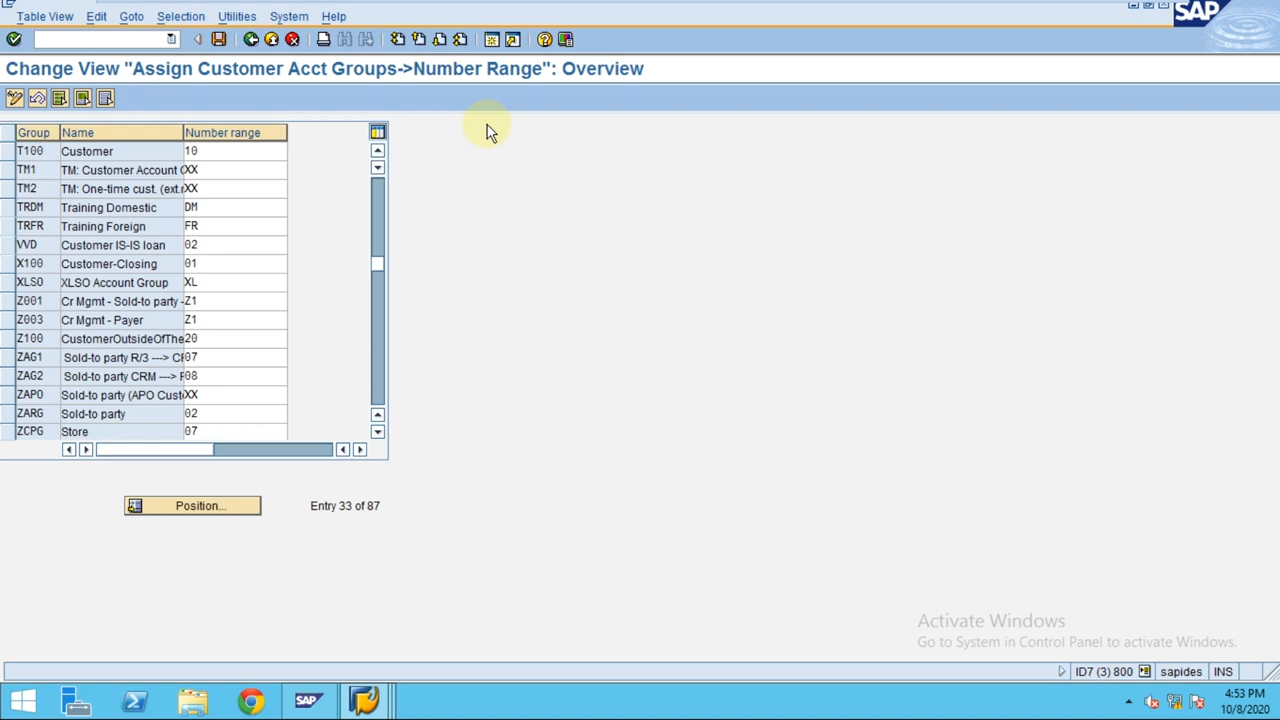 Table View Edit Goto Selection Utilities System Help
SAP
Change View "Assign Customer Acct Groups->Number Range": Overview
Group Name Number range
T100 Customer 10
TM1 TM: Customer Account XX
TM2 TM: One-time cust. (ext. XX
TRDM Training Domestic DM
TRFR Training Foreign FR
VVD Customer IS-IS loan 02
X100 Customer-Closing 01
XLSO XLSO Account Group XL
Z001 Cr Mgmt - Sold-to party - Z1
Z003 Cr Mgmt - Payer Z1
Z100 CustomerOutsideOfThe 20
ZAG1 Sold-to party R/3 ---> 07
ZAG2 Sold-to party CRM ---> 08
ZAPO Sold-to party (APO Cust XX
ZARG Sold-to party 02
ZCPG Store 07
Position... Entry 33 of 87
Activate Windows
Go to System in Control Panel to activate Windows.
ID7 (3) 800 sapides INS
SAP
4:53 PM
10/8/2020